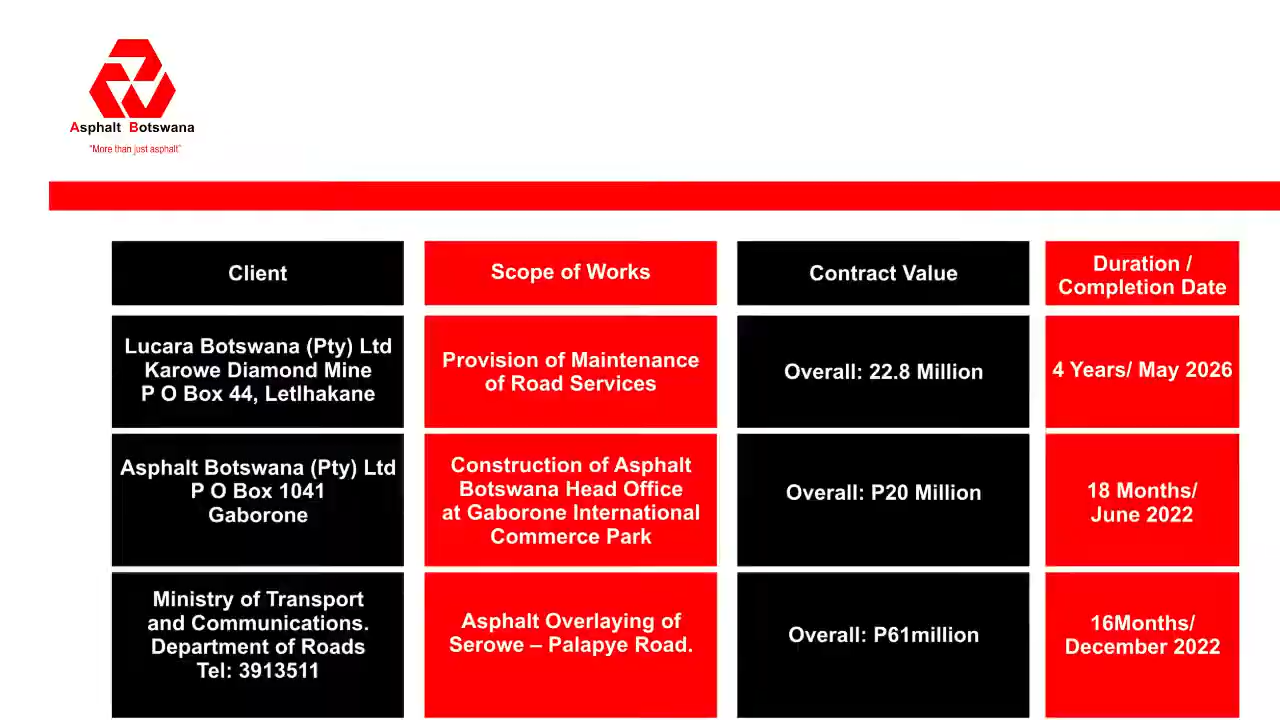 Asphalt Botswana
"More than just asphalt"
Client
Scope of Works
Contract Value
Duration /
Completion Date
Lucara Botswana (Pty) Ltd
Karowe Diamond Mine
P O Box 44, Letlhakane
Provision of Maintenance
of Road Services
Overall: 22.8 Million
4 Years/ May 2026
Asphalt Botswana (Pty) Ltd
P O Box 1041
Gaborone
Construction of Asphalt
Botswana Head Office
at Gaborone International
Commerce Park
Overall: P20 Million
18 Months/
June 2022
Ministry of Transport
and Communications.
Department of Roads
Tel: 3913511
Asphalt Overlaying of
Serowe – Palapye Road.
Overall: P61million
16Months/
December 2022